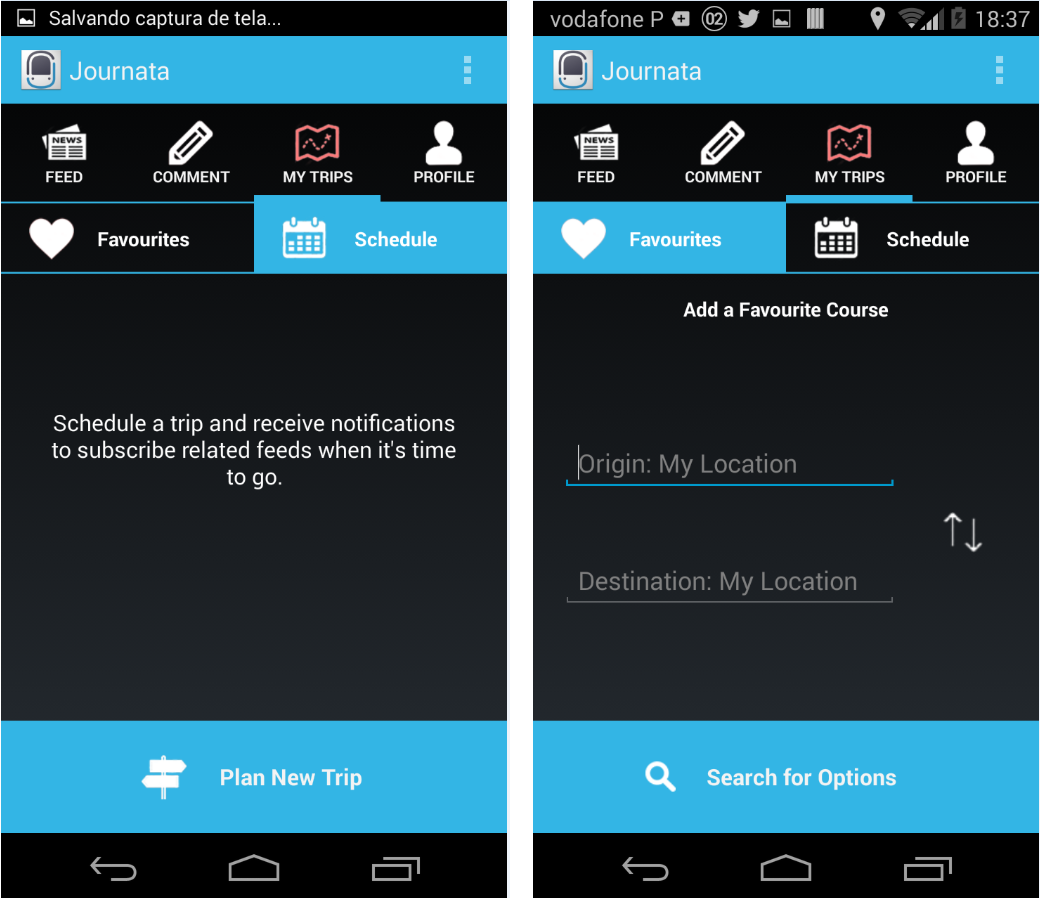 Salvando captura de tela...
Journata
NEWS
FEED
COMMENT
MY TRIPS
PROFILE
Favourites
Schedule
Schedule a trip and receive notifications
to subscribe related feeds when it's time
to go.
Plan New Trip
vodafone P
02
18:37
Journata
NEWS
FEED
COMMENT
MY TRIPS
PROFILE
Favourites
Schedule
Add a Favourite Course
Origin: My Location
Destination: My Location
Search for Options